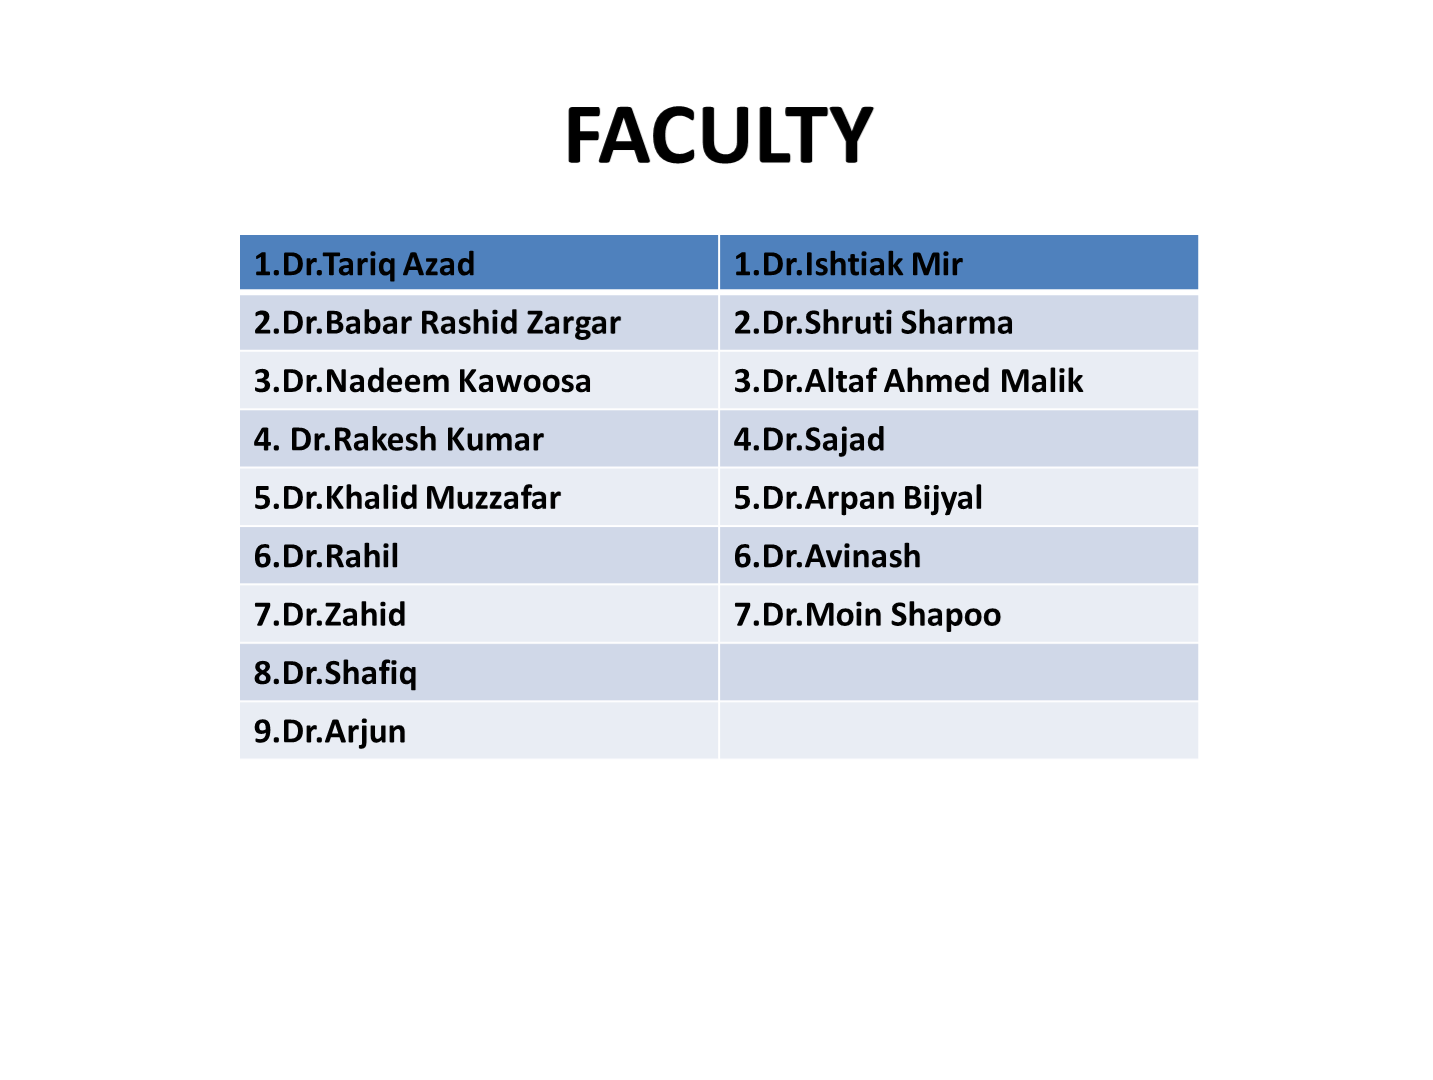 FACULTY
1.Dr.Tariq Azad
1.Dr.Ishtiak Mir
2.Dr.Babar Rashid Zargar
2.Dr.Shruti Sharma
3.Dr.Nadeem Kawoosa
3.Dr.Altaf Ahmed Malik
4. Dr.Rakesh Kumar
4.Dr.Sajad
5.Dr.Khalid Muzzafar
5.Dr.Arpan Bijyal
6.Dr.Rahil
6.Dr.Avinash
7.Dr.Zahid
7.Dr.Moin Shapoo
8.Dr.Shafiq
9.Dr.Arjun